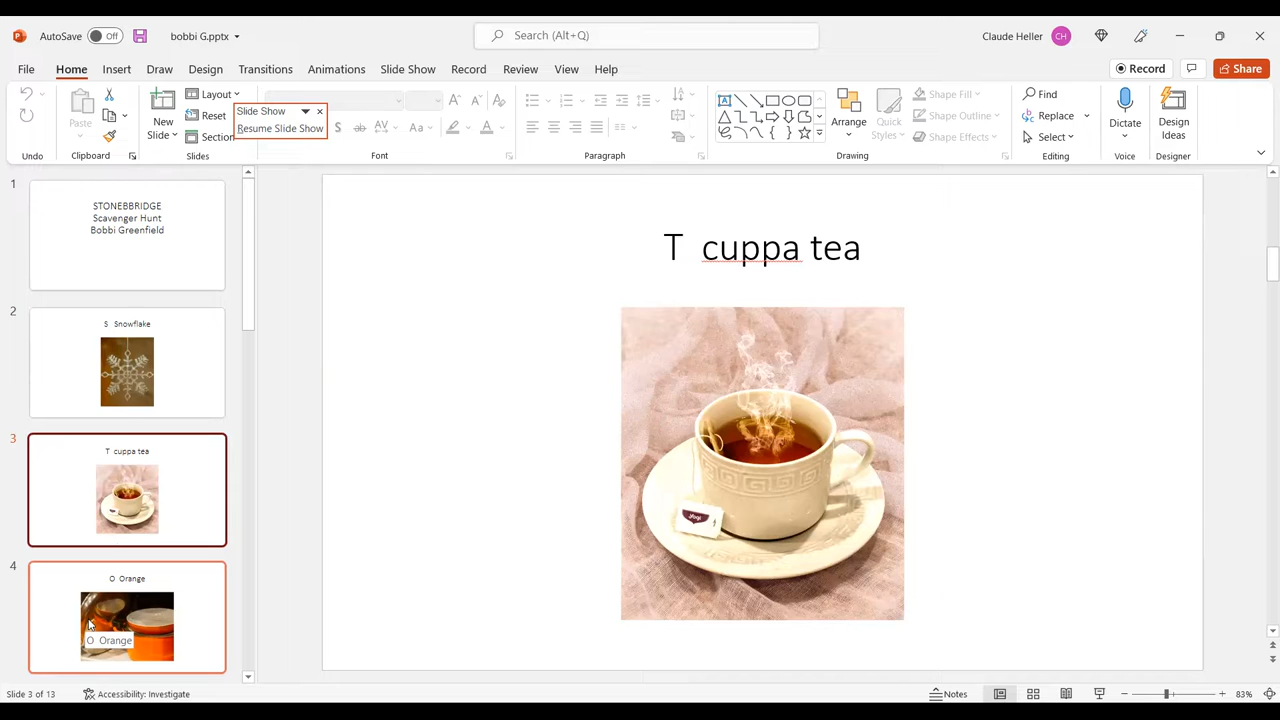 AutoSave Off bobbi G.pptx Search (Alt+Q) Claude Heller CH
File Home Insert Draw Design Transitions Animations Slide Show Record Review View Help Record Share
Paste
Clipboard
Undo
New
Slide
Layout
Reset
Section
Slides
Slide Show
Resume Slide Show
Font
Aa
Paragraph
Arrange
Quick
Styles
Shape Fill
Shape Outline
Shape Effects
Drawing
Find
Replace
Select
Editing
Dictate
Voice
Design
Ideas
Designer
1
STONEBBRIDGE
Scavenger Hunt
Bobbi Greenfield
2
S Snowflake
3
T cuppa tea
4
O Orange
O Orange
T cuppa tea
Yogi
Slide 3 of 13 Accessibility: Investigate Notes 83%